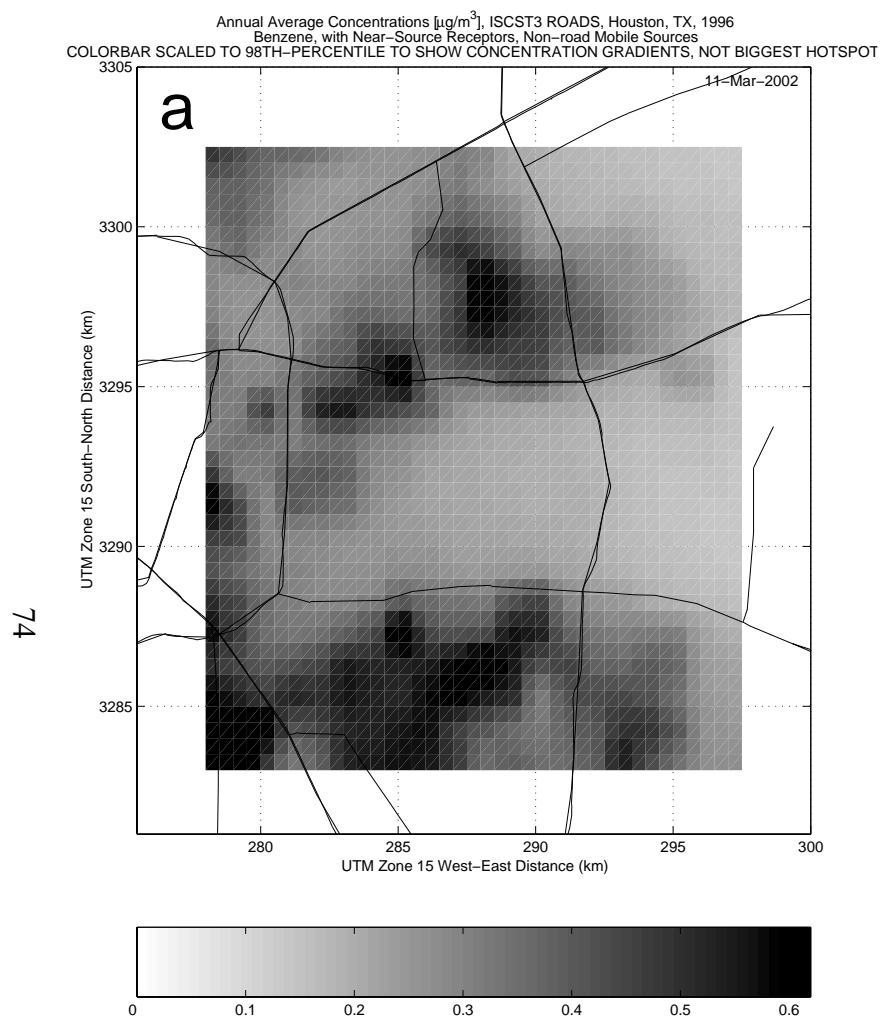 Annual Average Concentrations [μg/m3], ISCST3 ROADS, Houston, TX, 1996
Benzene, with Near−Source Receptors, Non−road Mobile Sources
COLORBAR SCALED TO 98TH−PERCENTILE TO SHOW CONCENTRATION GRADIENTS, NOT BIGGEST HOTSPOT
11−Mar−2002
a
3305
3300
3295
3290
3285
UTM Zone 15 South−North Distance (km)
280 285 290 295 300
UTM Zone 15 West−East Distance (km)
0 0.1 0.2 0.3 0.4 0.5 0.6
74